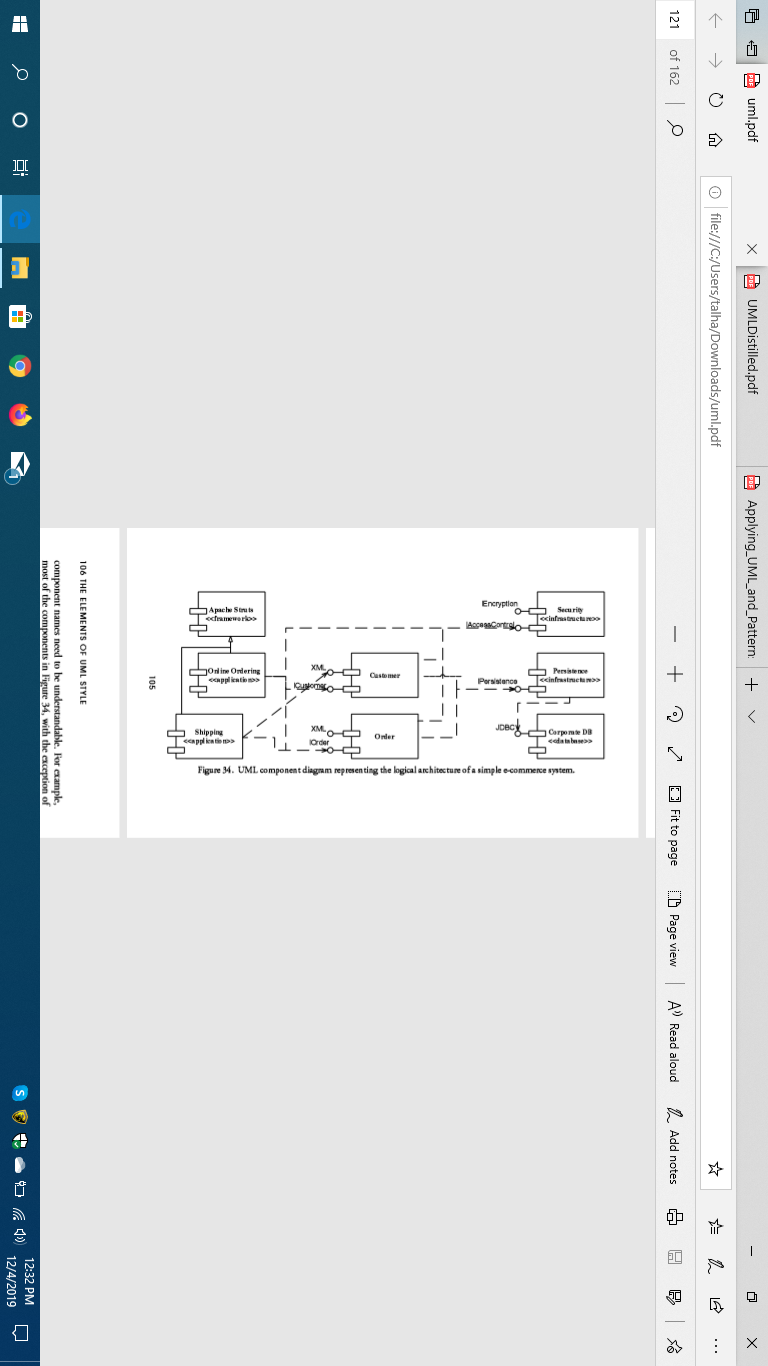 uml.pdf
UMLDistilled.pdf
Applying_UML_and_Pattern
file:///C:/Users/talha/Downloads/uml.pdf
121 of 162
Fit to page
Page view
Read aloud
Add notes
Apache Struts
<<framework>>
Online Ordering
<<application>>
Shipping
<<application>>
XML
ICustomer
Customer
XML
IOrder
Order
IEncryption
IAccessControl
Security
<<infrastructure>>
IPersistence
Persistence
<<infrastructure>>
JDBC
Corporate DB
<<database>>
Figure 34. UML component diagram representing the logical architecture of a simple e-commerce system.
105
106 THE ELEMENTS OF UML STYLE
component names need to be understandable. For example,
most of the components in Figure 34, with the exception of
1
12:32 PM
12/4/2019